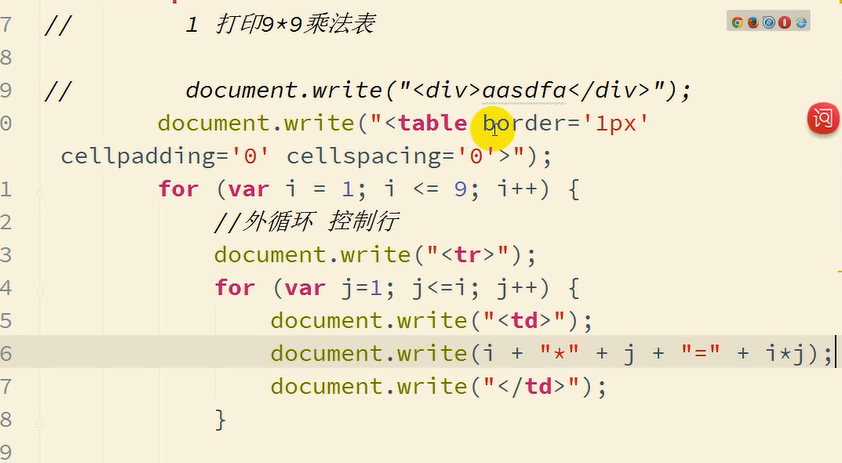 7 // 1 打印9*9乘法表
8
9 // document.write("<div>aasdfa</div>");
0 document.write("<table border='1px'
cellpadding='0' cellspacing='0'>");
1 for (var i = 1; i <= 9; i++) {
2 //外循环 控制行
3 document.write("<tr>");
4 for (var j=1; j<=i; j++) {
5 document.write("<td>");
6 document.write(i + "*" + j + "=" + i*j);
7 document.write("</td>");
8 }
9